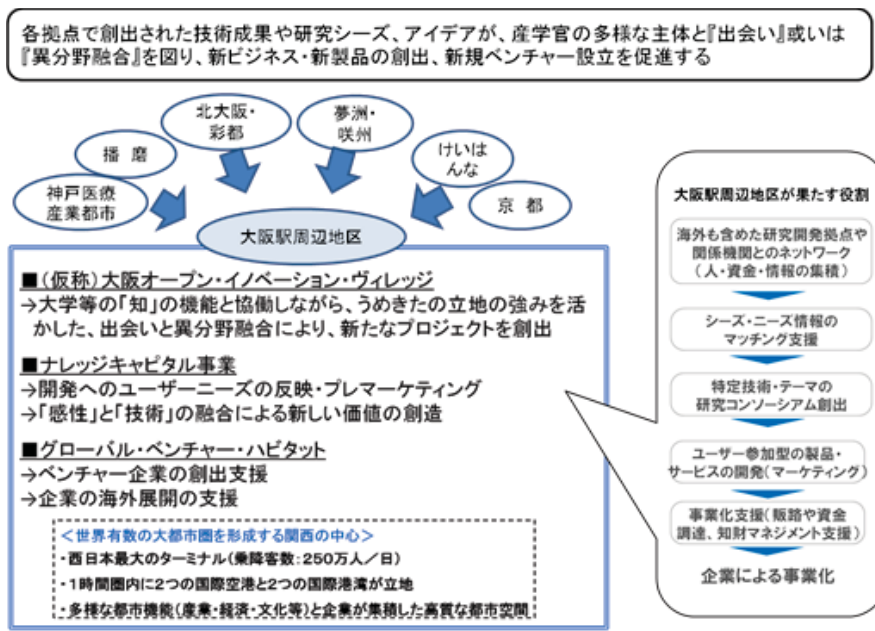 各拠点で創出された技術成果や研究シーズ、アイデアが、産学官の多様な主体と『出会い』或いは
『異分野融合』を図り、新ビジネス・新製品の創出、新規ベンチャー設立を促進する
北大阪・
彩都
夢洲・
咲州
播 磨
けいはん
んな
神戸医療
産業都市
京 都
大阪駅周辺地区
■(仮称)大阪オープン・イノベーション・ヴィレッジ
→大学等の「知」の機能と協働しながら、うめきたの立地の強みを活
かした、出会いと異分野融合により、新たなプロジェクトを創出
■ナレッジキャピタル事業
→開発へのユーザーニーズの反映・プレマーケティング
→「感性」と「技術」の融合による新しい価値の創造
■グローバル・ベンチャー・ハビタット
→ベンチャー企業の創出支援
→企業の海外展開の支援
<世界有数の大都市圏を形成する関西の中心>
・西日本最大のターミナル(乗降客数:250万人/日)
・1時間圏内に2つの国際空港と2つの国際港湾が立地
・多様な都市機能(産業・経済・文化等)と企業が集積した高質な都市空間
大阪駅周辺地区が果たす役割
海外も含めた研究開発拠点や
関係機関とのネットワーク
(人・資金・情報の集積)
シーズ・ニーズ情報の
マッチング支援
特定技術・テーマの
研究コンソーシアム創出
ユーザー参加型の製品・
サービスの開発(マーケティング)
事業化支援(販路や資金
調達、知財マネジメント支援)
企業による事業化